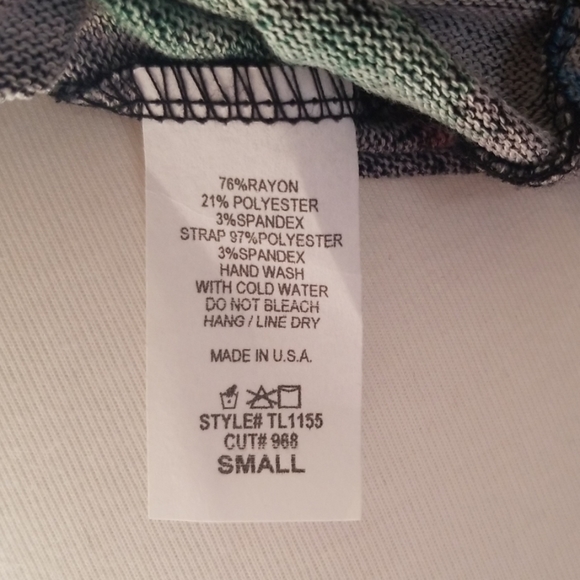 76%RAYON
21% POLYESTER
3%SPANDEX
STRAP 97%POLYESTER
3%SPANDEX
HAND WASH
WITH COLD WATER
DO NOT BLEACH
HANG / LINE DRY
MADE IN U.S.A.
STYLE# TL1155
CUT# 968
SMALL